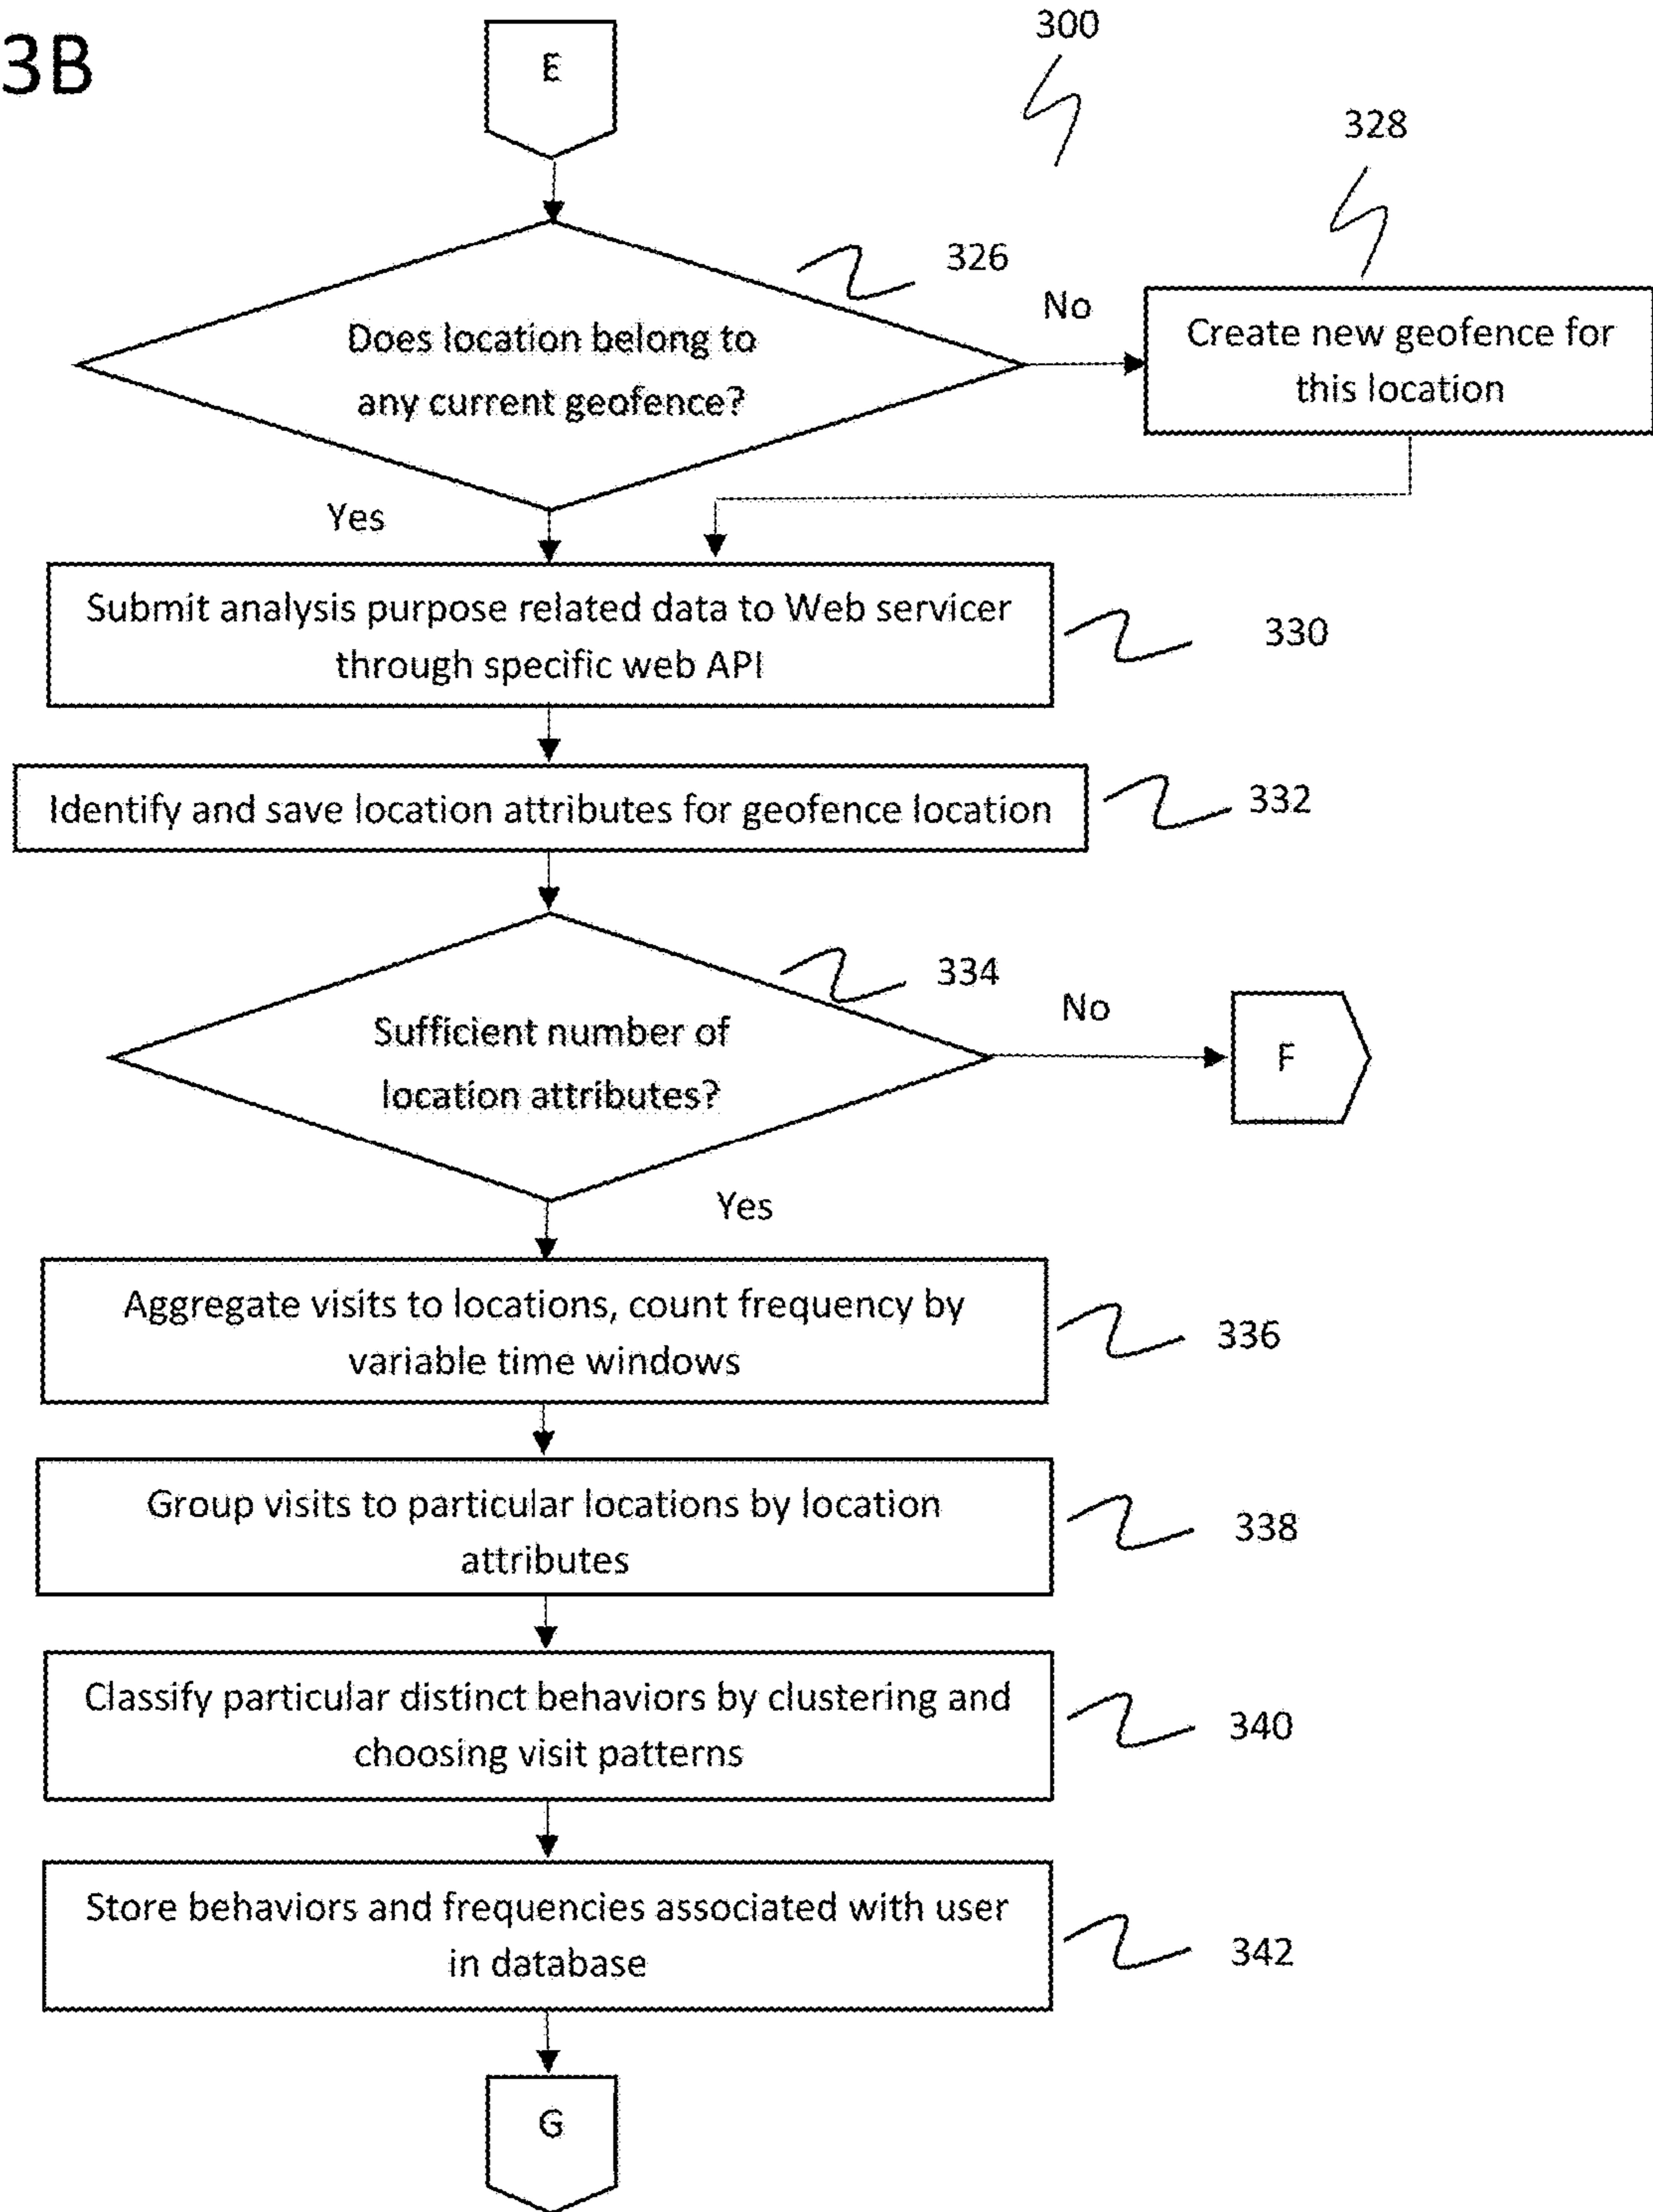 3B
E
300
328
326
No
Does location belong to
any current geofence?
Create new geofence for
this location
Yes
Submit analysis purpose related data to Web servicer
through specific web API
330
Identify and save location attributes for geofence location
332
334
No
Sufficient number of
location attributes?
F
Yes
Aggregate visits to locations, count frequency by
variable time windows
336
Group visits to particular locations by location
attributes
338
Classify particular distinct behaviors by clustering and
choosing visit patterns
340
Store behaviors and frequencies associated with user
in database
342
G